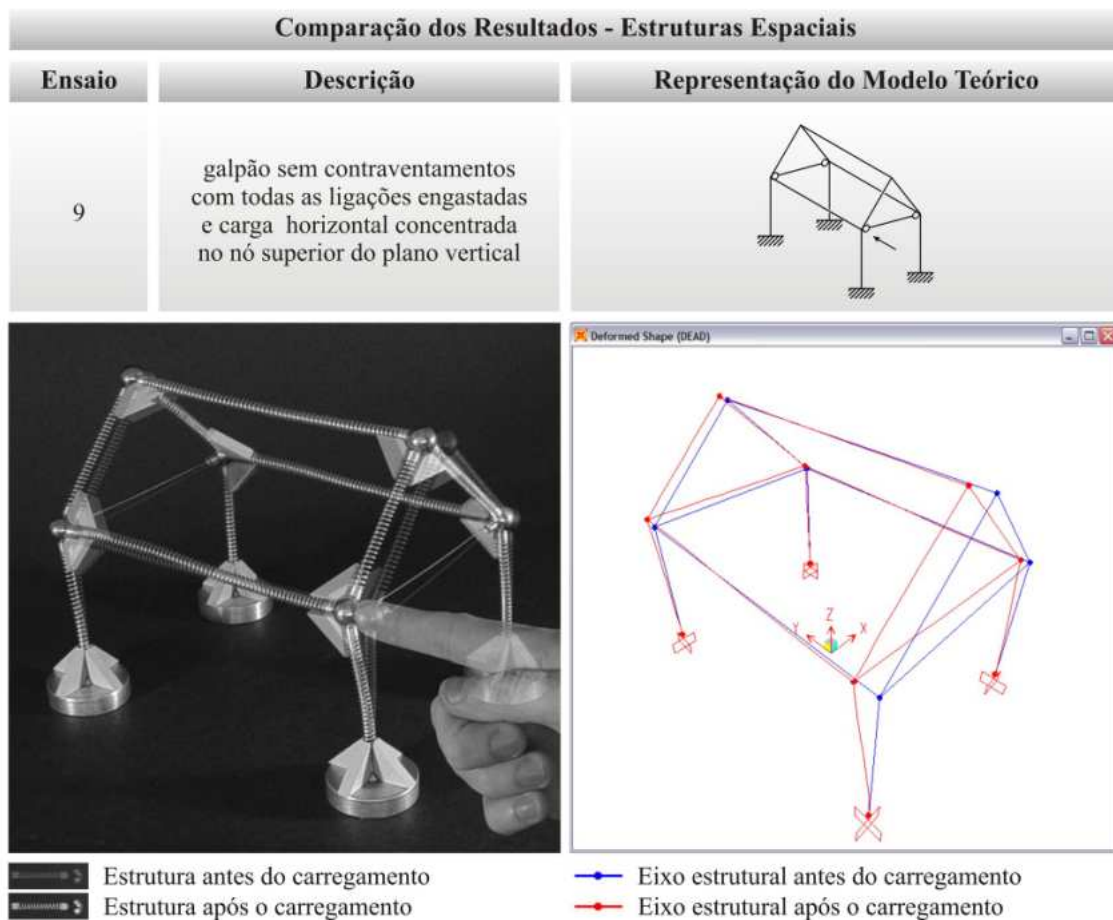 Comparação dos Resultados - Estruturas Espaciais
Ensaio
Descrição
Representação do Modelo Teórico
9
galpão sem contraventamentos
com todas as ligações engastadas
e carga horizontal concentrada
no nó superior do plano vertical
Deformed Shape (DEAD)
Z
Y
X
Estrutura antes do carregamento
Estrutura após o carregamento
Eixo estrutural antes do carregamento
Eixo estrutural após o carregamento